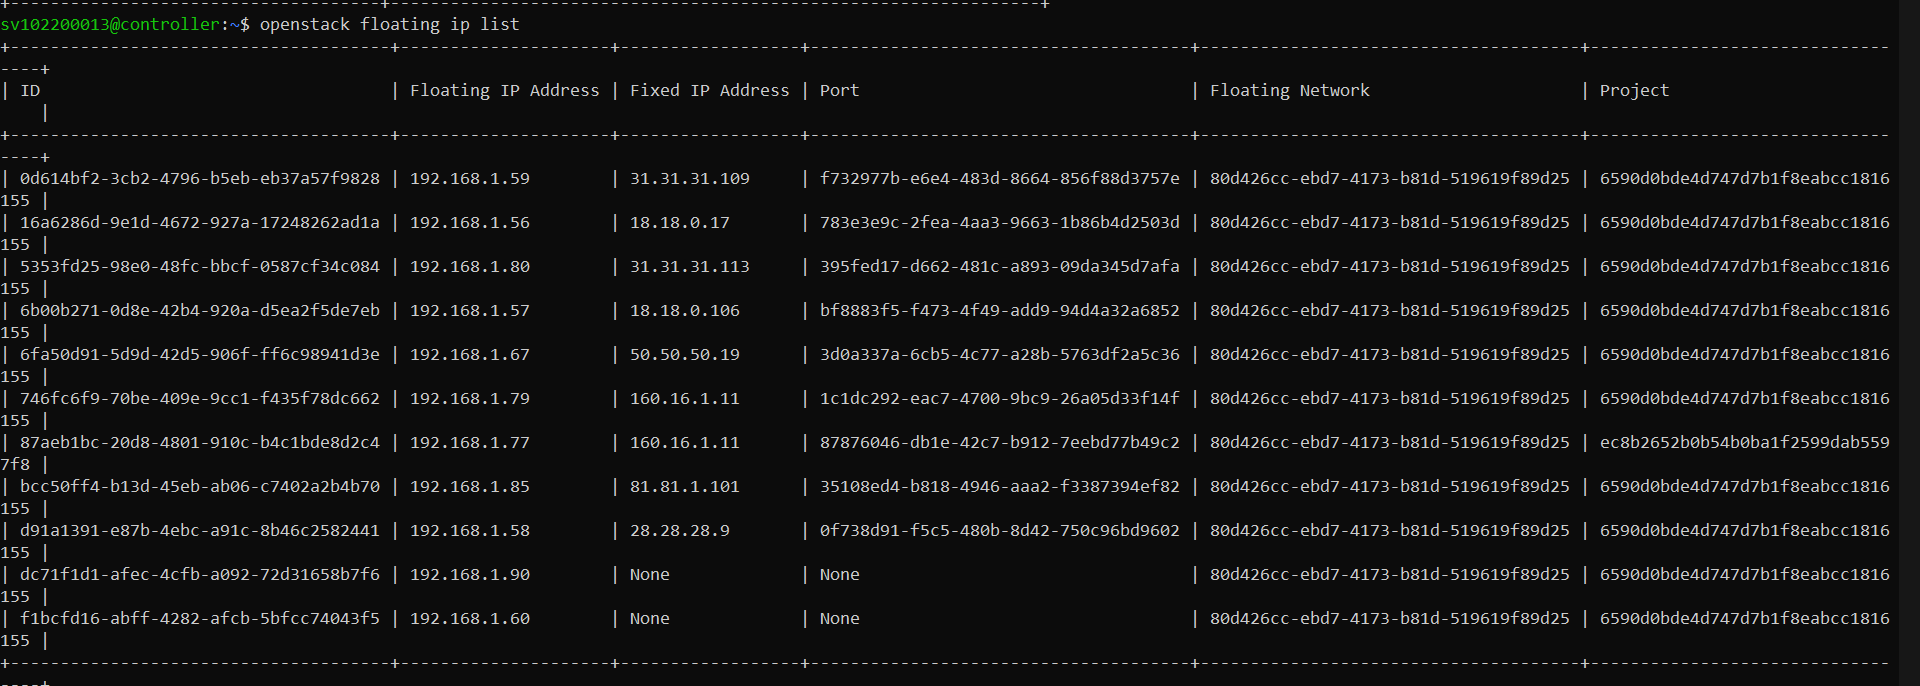 +--------------------------------------+------------------------------------------------------------------+
sv102200013@controller:~$ openstack floating ip list
+--------------------------------------+---------------------+------------------+--------------------------------------+--------------------------------------+------------------------------
----+
| ID                                   | Floating IP Address | Fixed IP Address | Port                                 | Floating Network                     | Project
    |
+--------------------------------------+---------------------+------------------+--------------------------------------+--------------------------------------+------------------------------
----+
| 0d614bf2-3cb2-4796-b5eb-eb37a57f9828 | 192.168.1.59        | 31.31.31.109     | f732977b-e6e4-483d-8664-856f88d3757e | 80d426cc-ebd7-4173-b81d-519619f89d25 | 6590d0bde4d747d7b1f8eabcc1816
155 |
| 16a6286d-9e1d-4672-927a-17248262ad1a | 192.168.1.56        | 18.18.0.17       | 783e3e9c-2fea-4aa3-9663-1b86b4d2503d | 80d426cc-ebd7-4173-b81d-519619f89d25 | 6590d0bde4d747d7b1f8eabcc1816
155 |
| 5353fd25-98e0-48fc-bbcf-0587cf34c084 | 192.168.1.80        | 31.31.31.113     | 395fed17-d662-481c-a893-09da345d7afa | 80d426cc-ebd7-4173-b81d-519619f89d25 | 6590d0bde4d747d7b1f8eabcc1816
155 |
| 6b00b271-0d8e-42b4-920a-d5ea2f5de7eb | 192.168.1.57        | 18.18.0.106      | bf8883f5-f473-4f49-add9-94d4a32a6852 | 80d426cc-ebd7-4173-b81d-519619f89d25 | 6590d0bde4d747d7b1f8eabcc1816
155 |
| 6fa50d91-5d9d-42d5-906f-ff6c98941d3e | 192.168.1.67        | 50.50.50.19      | 3d0a337a-6cb5-4c77-a28b-5763df2a5c36 | 80d426cc-ebd7-4173-b81d-519619f89d25 | 6590d0bde4d747d7b1f8eabcc1816
155 |
| 746fc6f9-70be-409e-9cc1-f435f78dc662 | 192.168.1.79        | 160.16.1.11      | 1c1dc292-eac7-4700-9bc9-26a05d33f14f | 80d426cc-ebd7-4173-b81d-519619f89d25 | 6590d0bde4d747d7b1f8eabcc1816
155 |
| 87aeb1bc-20d8-4801-910c-b4c1bde8d2c4 | 192.168.1.77        | 160.16.1.11      | 87876046-db1e-42c7-b912-7eebd77b49c2 | 80d426cc-ebd7-4173-b81d-519619f89d25 | ec8b2652b0b54b0ba1f2599dab559
7f8 |
| bcc50ff4-b13d-45eb-ab06-c7402a2b4b70 | 192.168.1.85        | 81.81.1.101      | 35108ed4-b818-4946-aaa2-f3387394ef82 | 80d426cc-ebd7-4173-b81d-519619f89d25 | 6590d0bde4d747d7b1f8eabcc1816
155 |
| d91a1391-e87b-4ebc-a91c-8b46c2582441 | 192.168.1.58        | 28.28.28.9       | 0f738d91-f5c5-480b-8d42-750c96bd9602 | 80d426cc-ebd7-4173-b81d-519619f89d25 | 6590d0bde4d747d7b1f8eabcc1816
155 |
| dc71f1d1-afec-4cfb-a092-72d31658b7f6 | 192.168.1.90        | None             | None                                 | 80d426cc-ebd7-4173-b81d-519619f89d25 | 6590d0bde4d747d7b1f8eabcc1816
155 |
| f1bcfd16-abff-4282-afcb-5bfcc74043f5 | 192.168.1.60        | None             | None                                 | 80d426cc-ebd7-4173-b81d-519619f89d25 | 6590d0bde4d747d7b1f8eabcc1816
155 |
+--------------------------------------+---------------------+------------------+--------------------------------------+--------------------------------------+------------------------------
----+